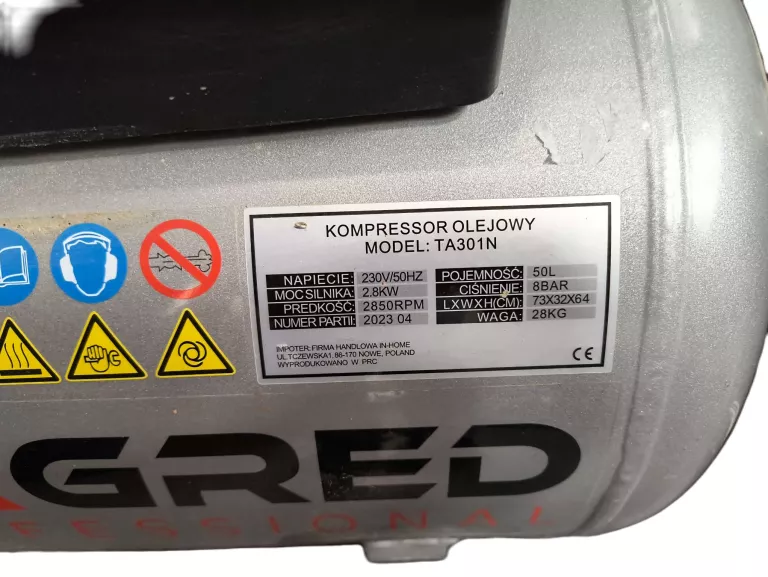 KOMPRESSOR OLEJOWY
MODEL: TA301N
NAPIECIE: 230V/50HZ
MOC SILNIKA: 2.8KW
PREDKOŚĆ: 2850RPM
NUMER PARTII: 2023 04
POJEMNOŚĆ: 50L
CIŚNIENIE: 8BAR
LXWXH(CM): 73X32X64
WAGA: 28KG
IMPOTER: FIRMA HANDLOWA IN-HOME
UL.TCZEWSKA1, 86-170 NOWE, POLAND
WYPRODUKOWANO W PRC
CE
GRED
FESSIONAL